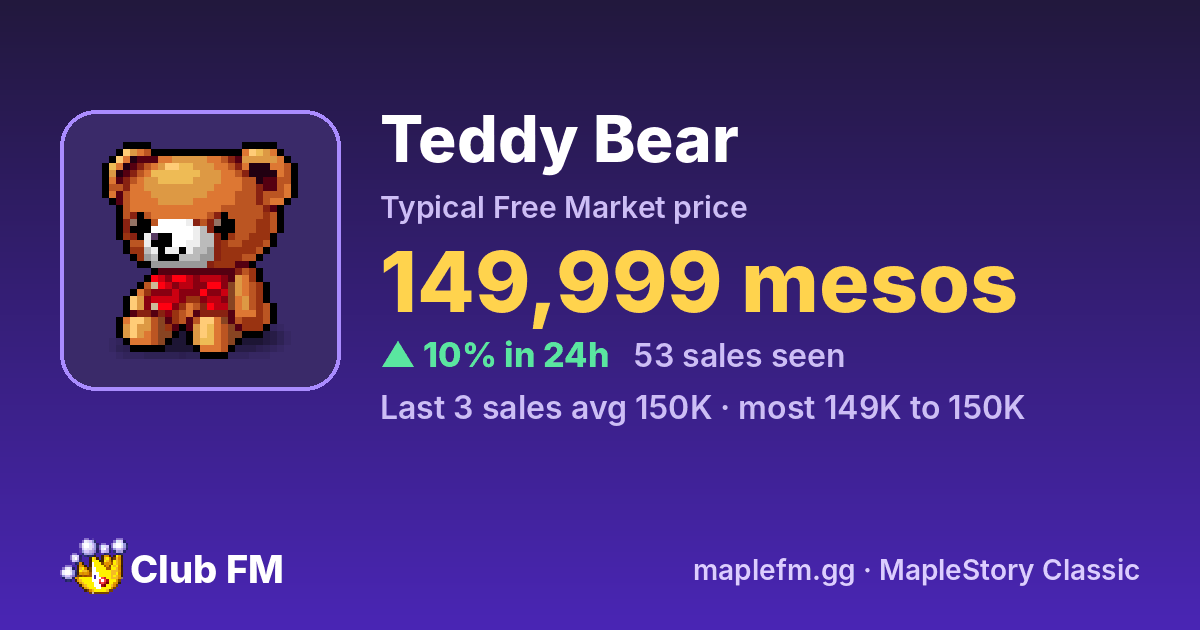 Teddy Bear
Typical Free Market price
149,999 mesos
▲ 10% in 24h 53 sales seen
Last 3 sales avg 150K · most 149K to 150K
Club FM
maplefm.gg · MapleStory Classic